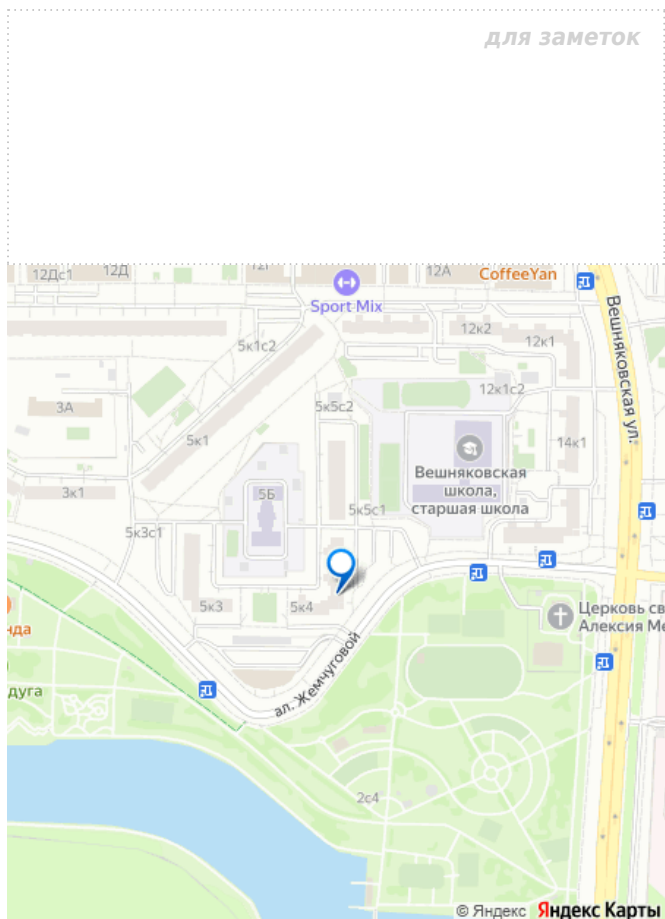 для заметок
12Дс1
12Д
12А
CoffeeYan
Sport Mix
5к1с2
12к2
12к1
Вешняковская ул.
3А
5к5с2
12к1с2
5к1
14к1
Вешняковская
школа,
старшая школа
3к1
5Б
5к5с1
5к3с1
5к3
5к4
Церковь св
Алексия Ме
нда
ал. Жемчуговой
дуга
2с4
© Яндекс Яндекс Карты